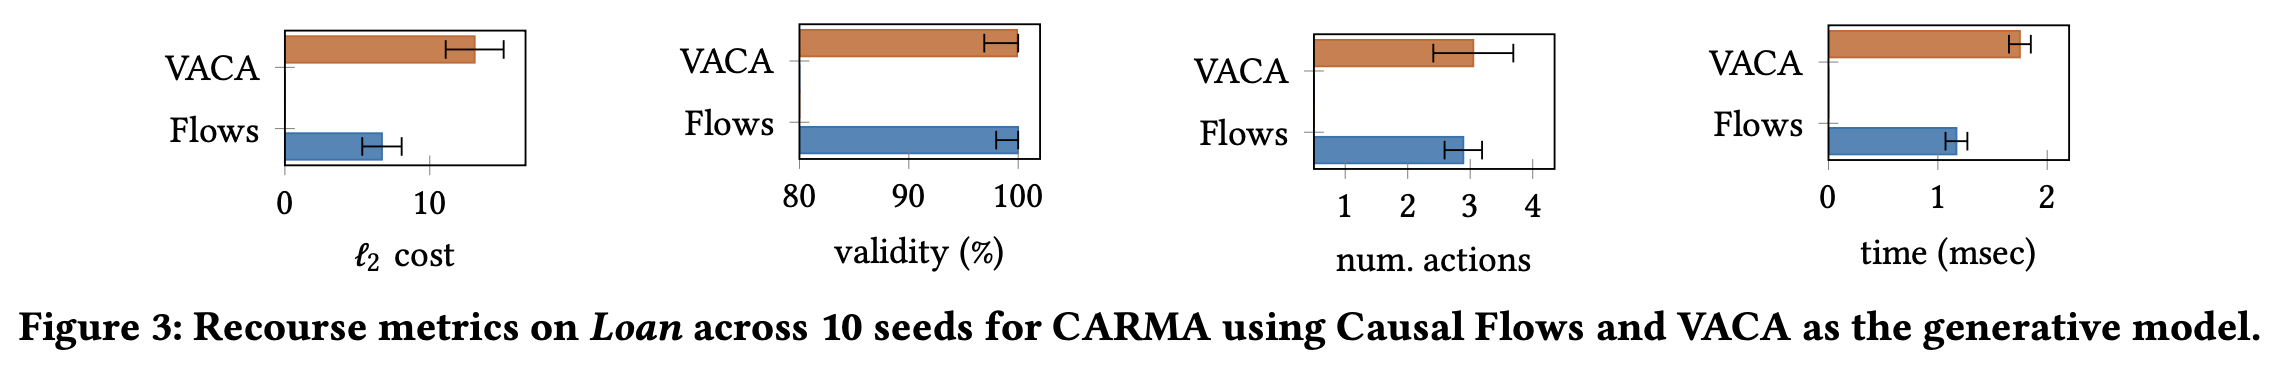 VACA
Flows
0 10
ℓ₂ cost
VACA
Flows
80 90 100
validity (%)
VACA
Flows
1 2 3 4
num. actions
VACA
Flows
0 1 2
time (msec)
Figure 3: Recourse metrics on Loan across 10 seeds for CARMA using Causal Flows and VACA as the generative model.